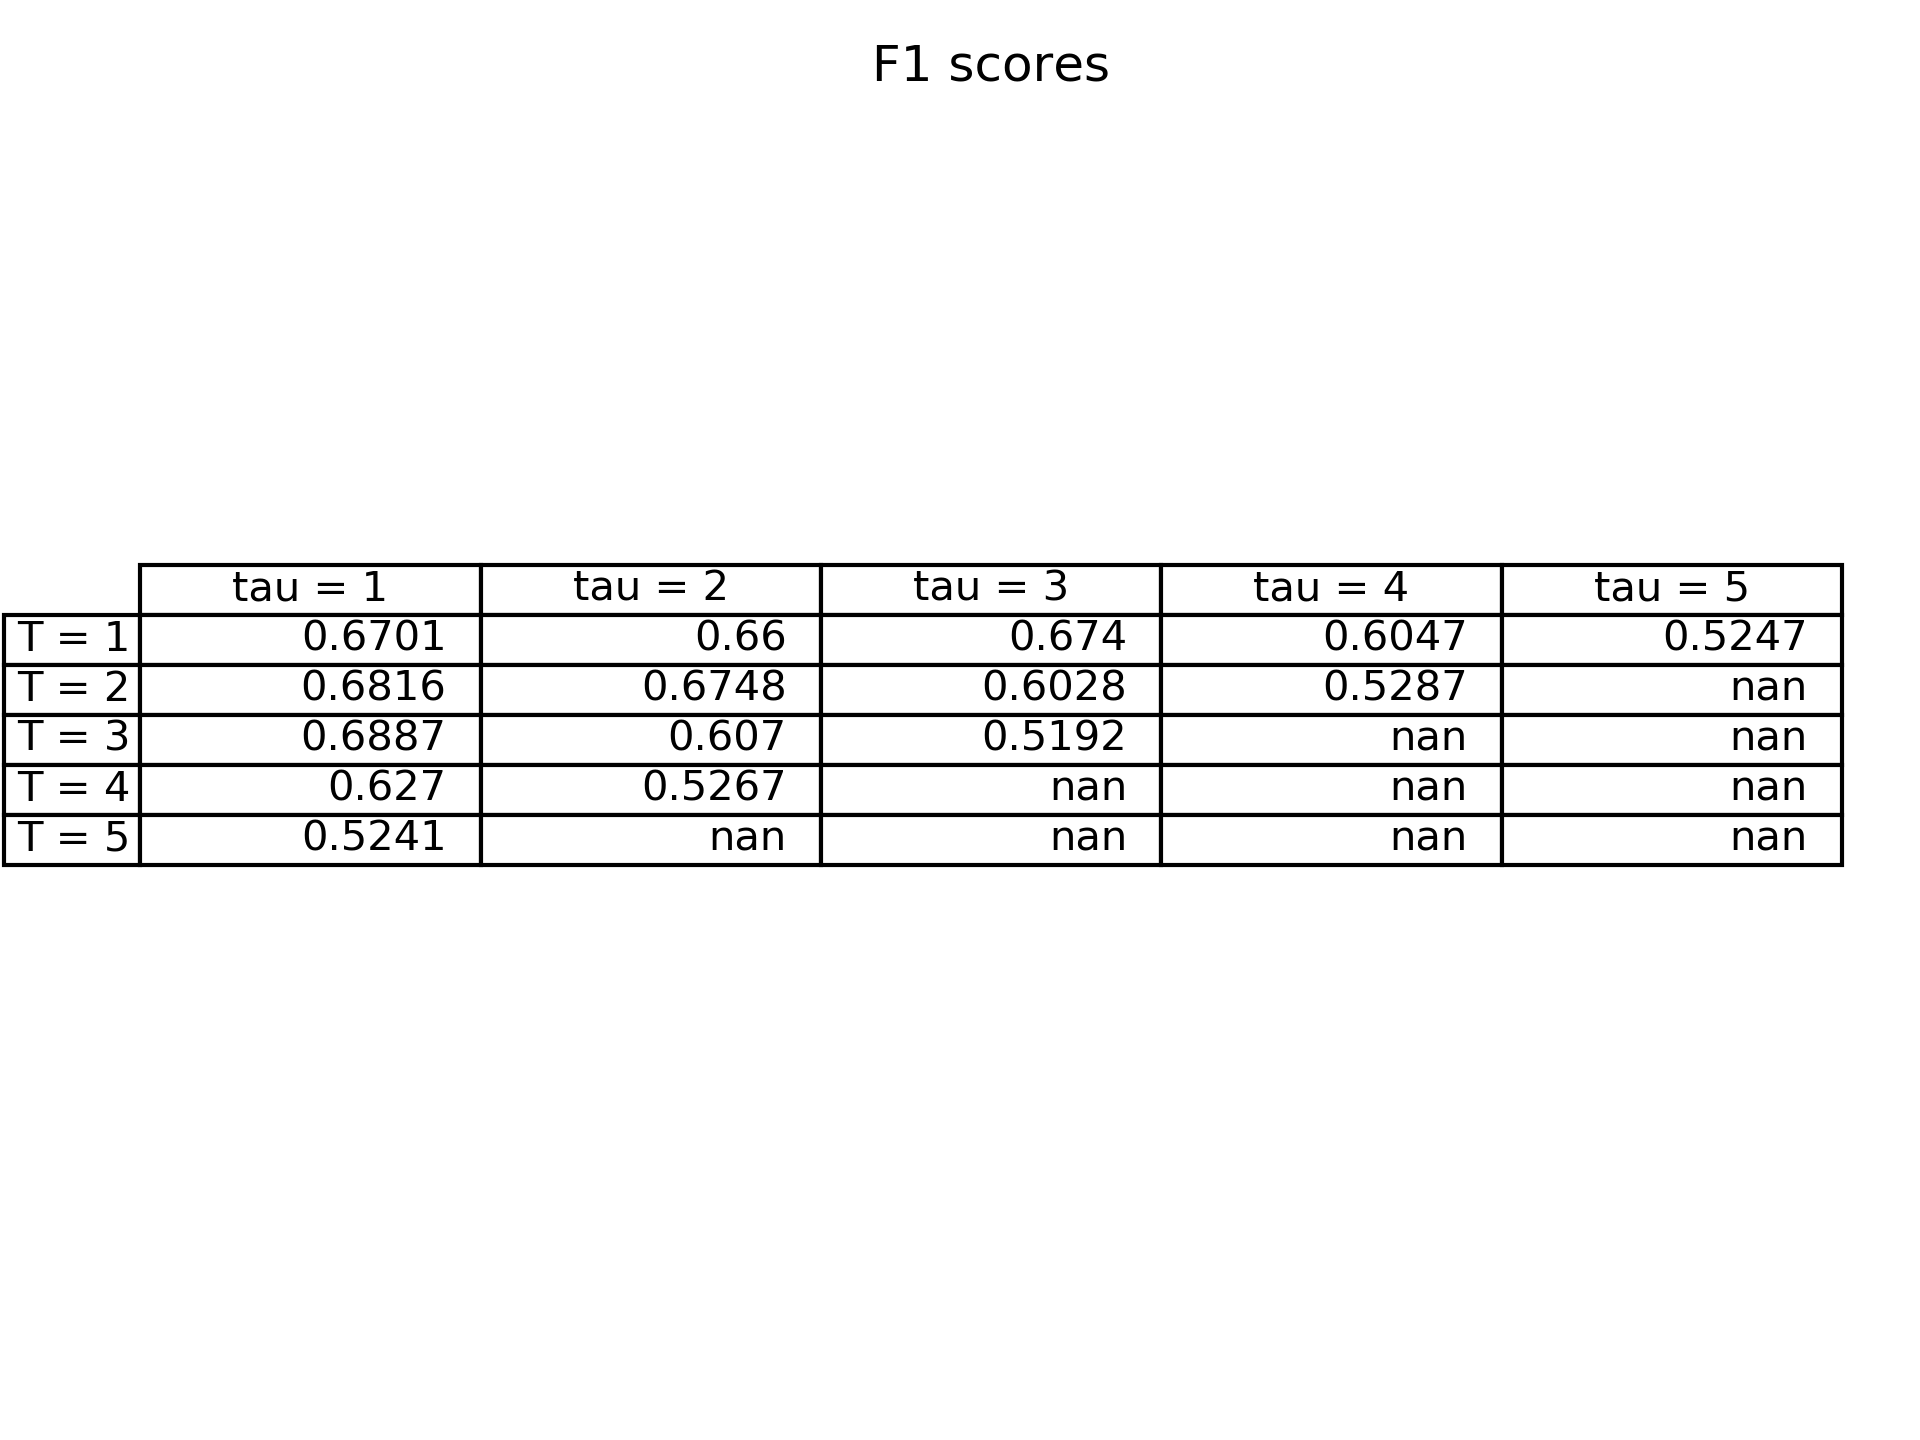 F1 scores
tau = 1 tau = 2 tau = 3 tau = 4 tau = 5
T = 1 0.6701 0.66 0.674 0.6047 0.5247
T = 2 0.6816 0.6748 0.6028 0.5287 nan
T = 3 0.6887 0.607 0.5192 nan nan
T = 4 0.627 0.5267 nan nan nan
T = 5 0.5241 nan nan nan nan